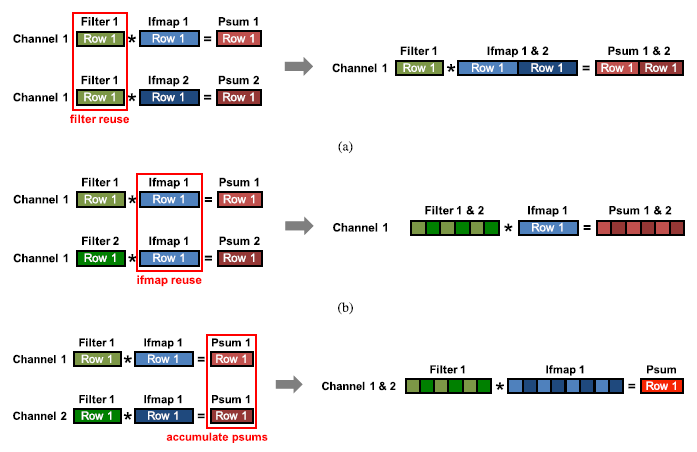 Filter 1 Ifmap 1 Psum 1
Channel 1 Row 1 * Row 1 = Row 1
Filter 1 Ifmap 2 Psum 2
Channel 1 Row 1 * Row 1 = Row 1
filter reuse
Filter 1 Ifmap 1 & 2 Psum 1 & 2
Channel 1 Row 1 * Row 1 Row 1 = Row 1 Row 1
(a)
Filter 1 Ifmap 1 Psum 1
Channel 1 Row 1 * Row 1 = Row 1
Filter 2 Ifmap 1 Psum 2
Channel 1 Row 1 * Row 1 = Row 1
ifmap reuse
Filter 1 & 2 Ifmap 1 Psum 1 & 2
Channel 1 * Row 1 =
(b)
Filter 1 Ifmap 1 Psum 1
Channel 1 Row 1 * Row 1 = Row 1
Filter 1 Ifmap 1 Psum 1
Channel 2 Row 1 * Row 1 = Row 1
accumulate psums
Filter 1 Ifmap 1 Psum
Channel 1 & 2 * = Row 1